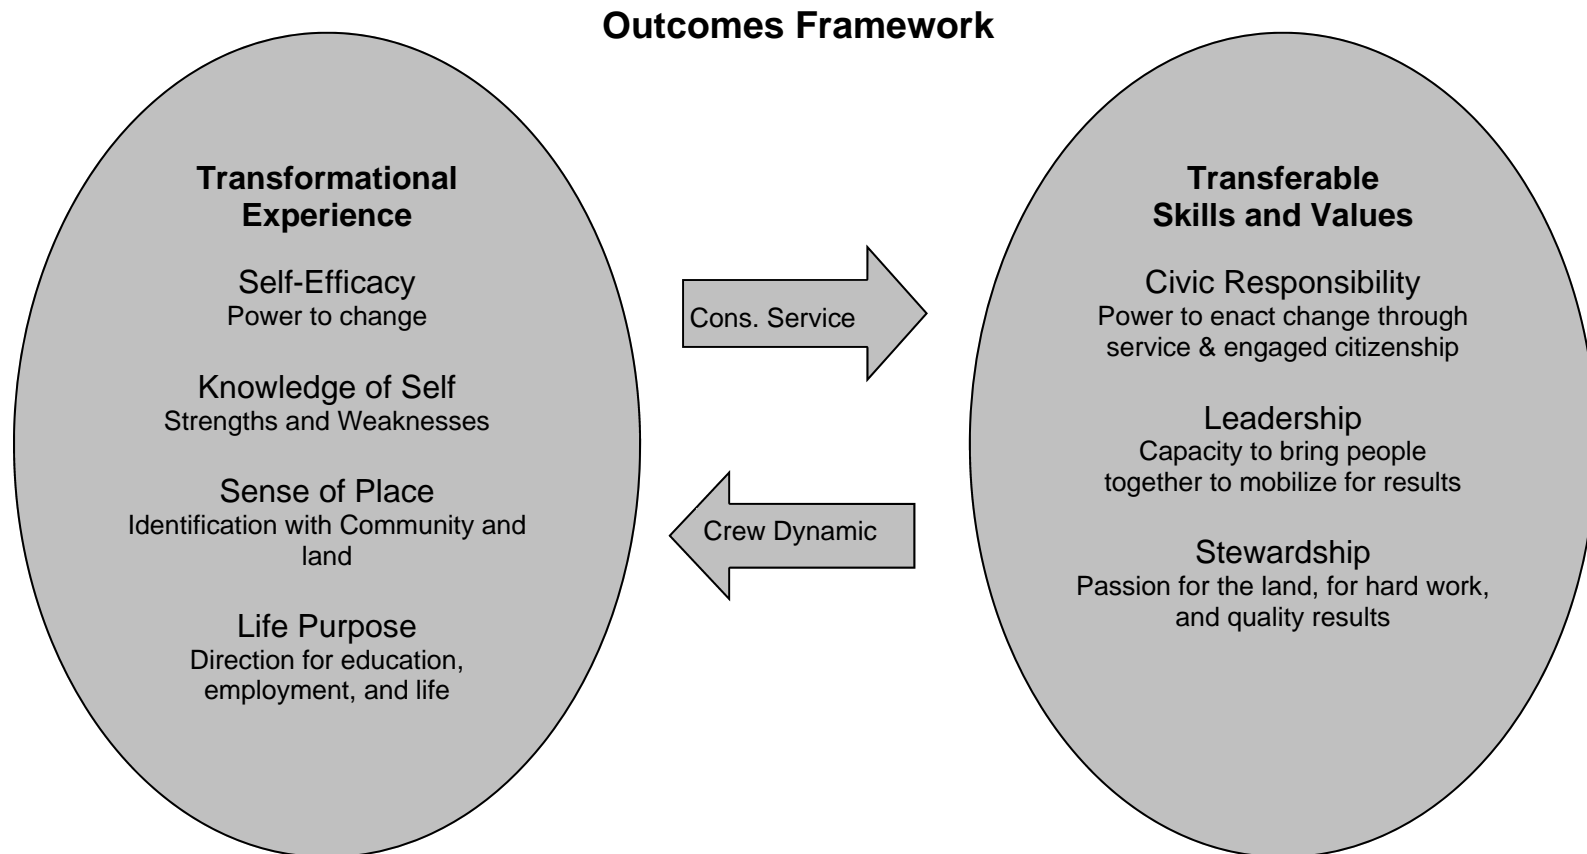 Outcomes Framework
Transformational
Experience
Self-Efficacy
Power to change
Knowledge of Self
Strengths and Weaknesses
Sense of Place
Identification with Community and
land
Life Purpose
Direction for education,
employment, and life
Cons. Service
Crew Dynamic
Transferable
Skills and Values
Civic Responsibility
Power to enact change through
service & engaged citizenship
Leadership
Capacity to bring people
together to mobilize for results
Stewardship
Passion for the land, for hard work,
and quality results